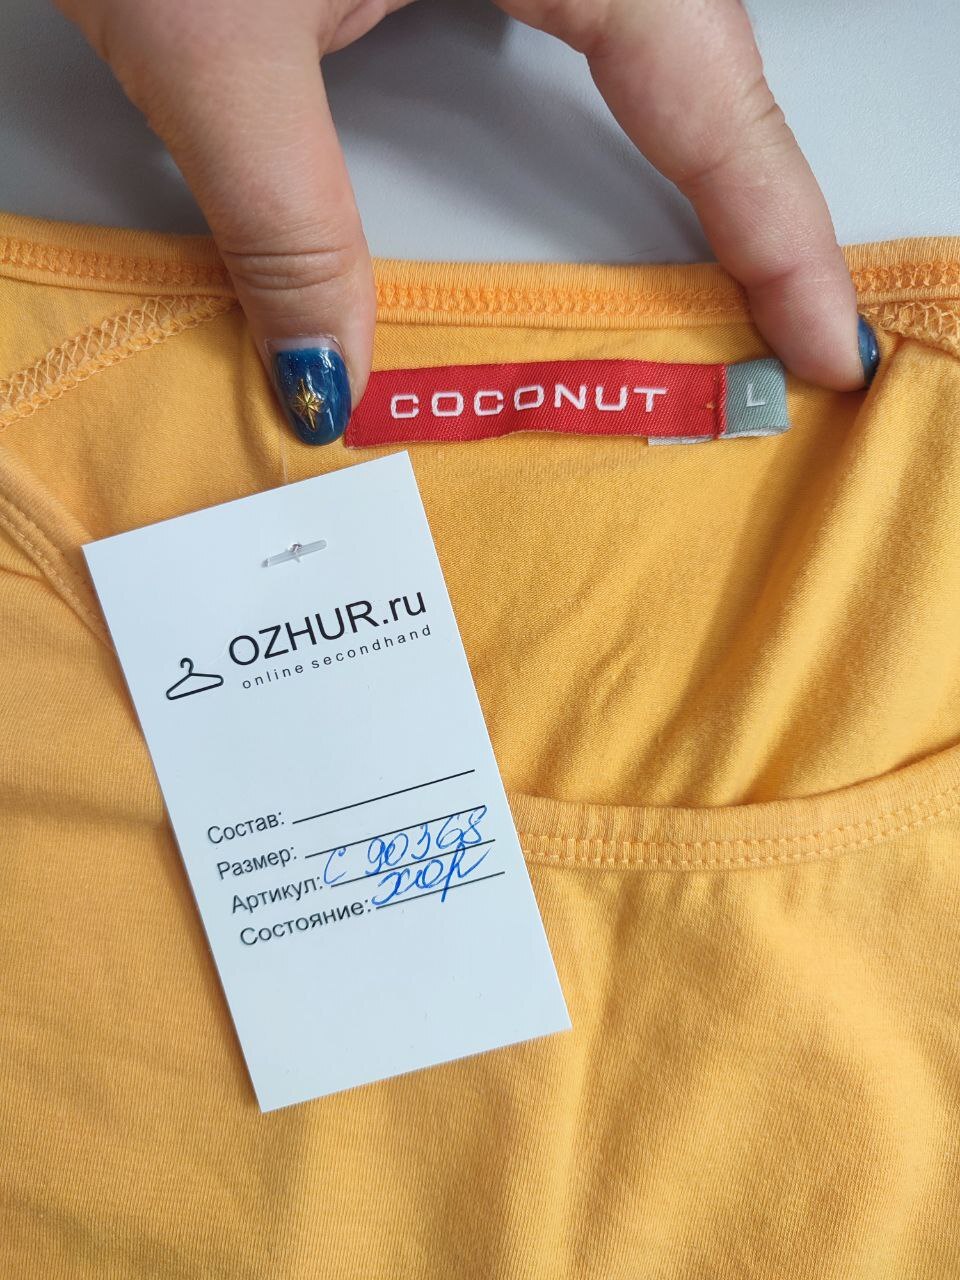 COCONUT L
OZHUR.ru
online secondhand
Состав:
Размер:
Артикул: С 90368
Состояние: хор